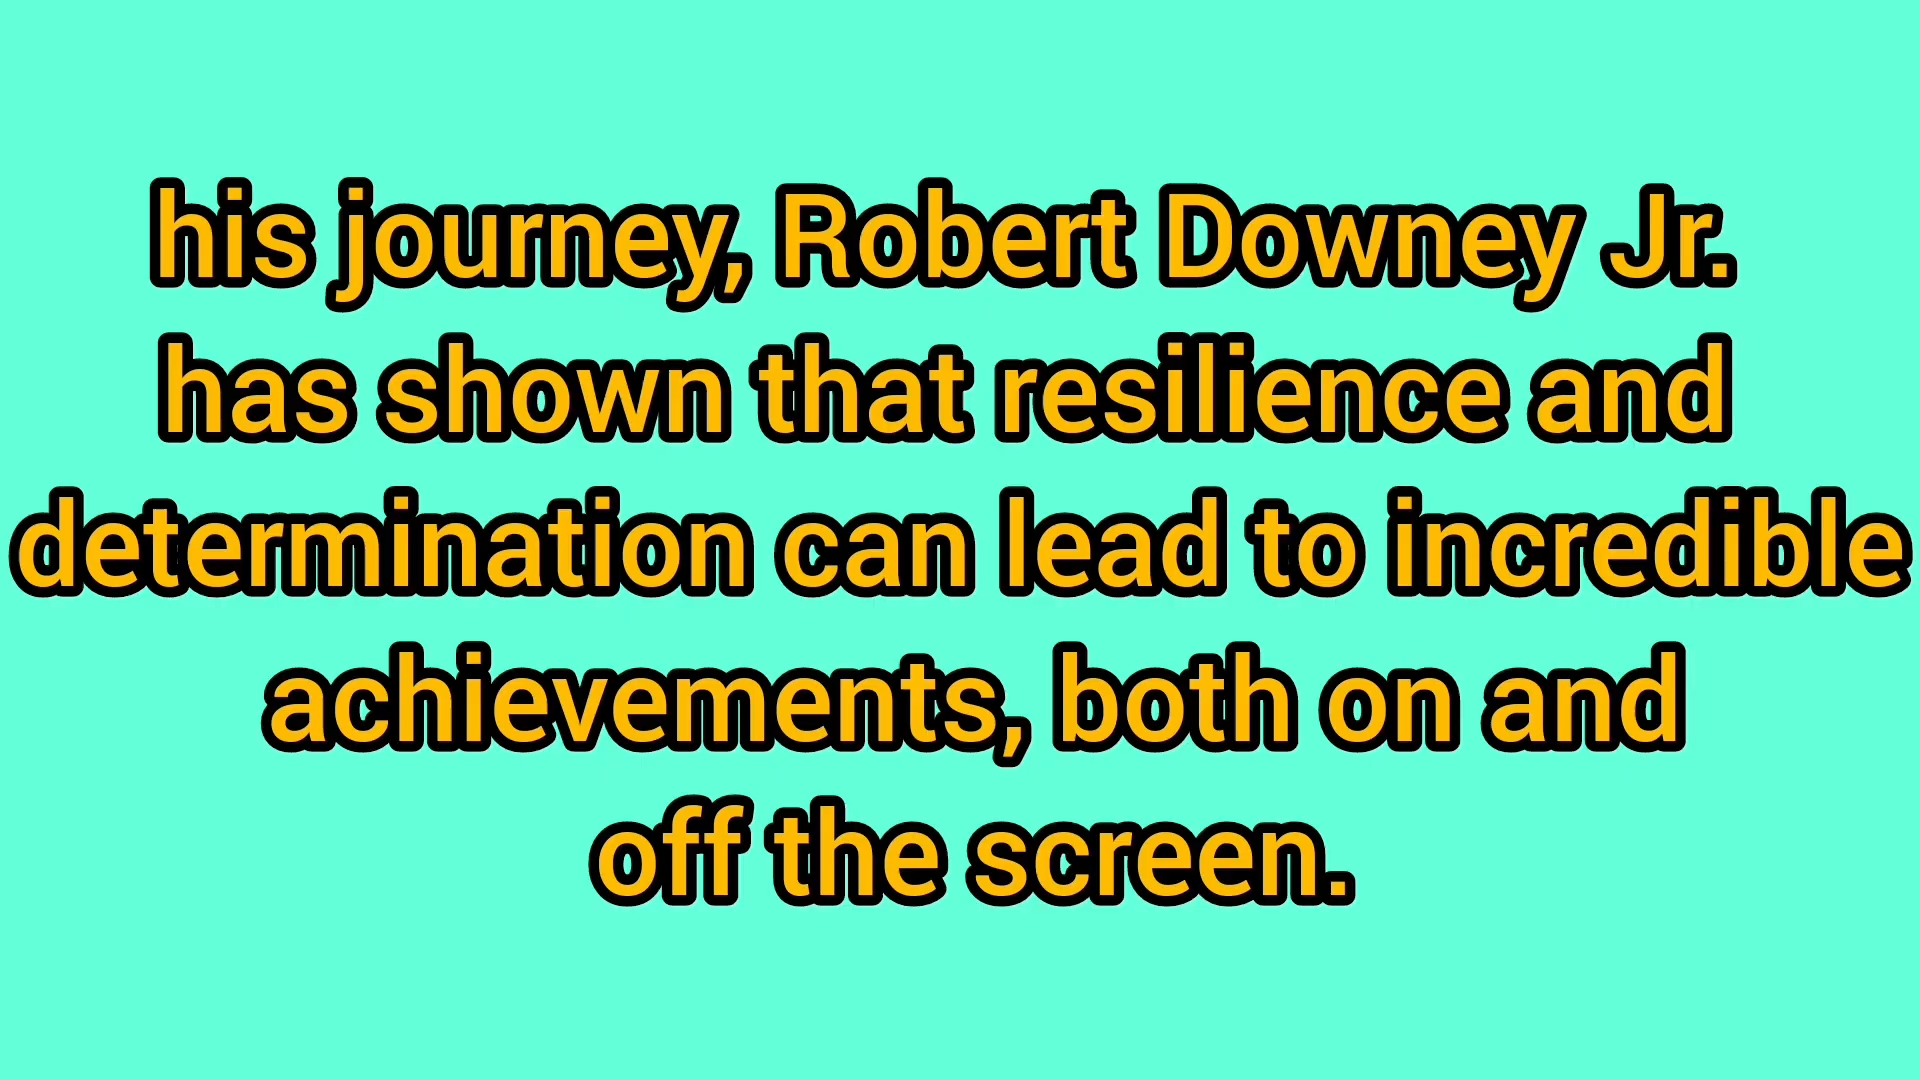 his journey, Robert Downey Jr.
has shown that resilience and
determination can lead to incredible
achievements, both on and
off the screen.